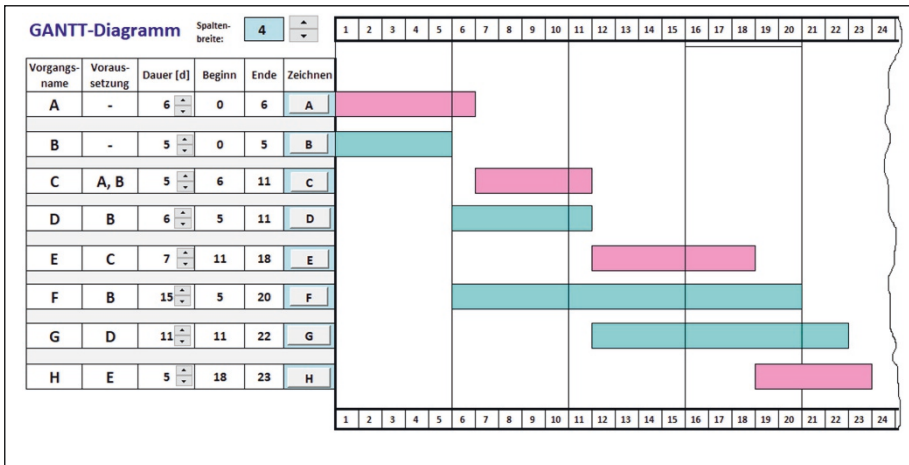 GANTT-Diagramm Spalten- breite: 4
1 2 3 4 5 6 7 8 9 10 11 12 13 14 15 16 17 18 19 20 21 22 23 24
Vorgangs- name Voraus- setzung Dauer [d] Beginn Ende Zeichnen
A - 6 0 6 A
B - 5 0 5 B
C A, B 5 6 11 C
D B 6 5 11 D
E C 7 11 18 E
F B 15 5 20 F
G D 11 11 22 G
H E 5 18 23 H
1 2 3 4 5 6 7 8 9 10 11 12 13 14 15 16 17 18 19 20 21 22 23 24